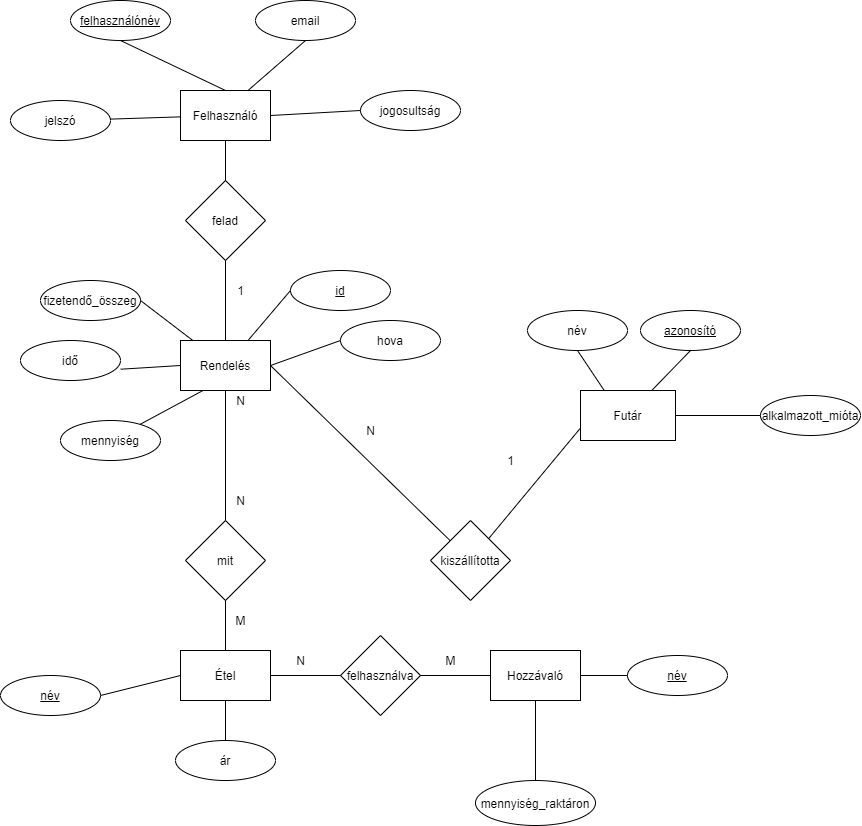 felhasználónév
email
jelszó
Felhasználó
jogosultság
felad
1
fizetendő_összeg
id
hova
idő
Rendelés
név
azonosító
N
mennyiség
N
Futár
alkalmazott_mióta
1
N
mit
kiszállította
M
Étel
N
felhasználva
M
Hozzávaló
név
név
ár
mennyiség_raktáron